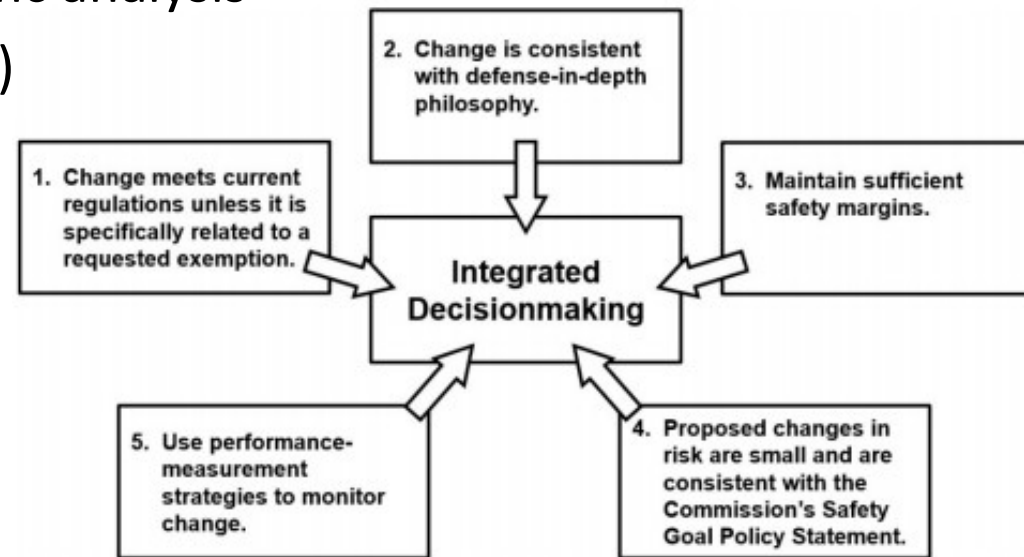 analysis
)
2. Change is consistent
with defense-in-depth
philosophy.
1. Change meets current
regulations unless it is
specifically related to a
requested exemption.
3. Maintain sufficient
safety margins.
Integrated
Decisionmaking
5. Use performance-
measurement
strategies to monitor
change.
4. Proposed changes in
risk are small and are
consistent with the
Commission's Safety
Goal Policy Statement.